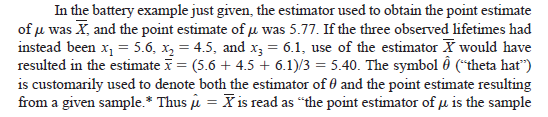 In the battery example just given, the estimator used to obtain the point estimate
of μ was X̅, and the point estimate of μ was 5.77. If the three observed lifetimes had
instead been x₁ = 5.6, x₂ = 4.5, and x₃ = 6.1, use of the estimator X̅ would have
resulted in the estimate x̅ = (5.6 + 4.5 + 6.1)/3 = 5.40. The symbol θ̂ (“theta hat”)
is customarily used to denote both the estimator of θ and the point estimate resulting
from a given sample.* Thus μ̂ = X̅ is read as “the point estimator of μ is the sample